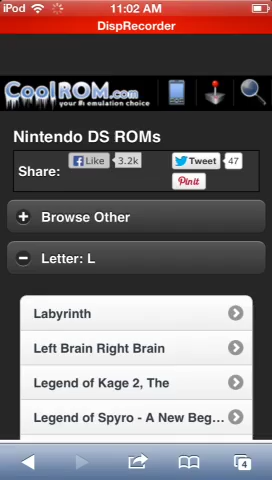 iPod 11:02 AM
DispRecorder
CoolROM.com
your #1 emulation choice
Nintendo DS ROMs
Share:
Like 3.2k
Tweet 47
Pinit
Browse Other
Letter: L
Labyrinth
Left Brain Right Brain
Legend of Kage 2, The
Legend of Spyro - A New Beg...
4